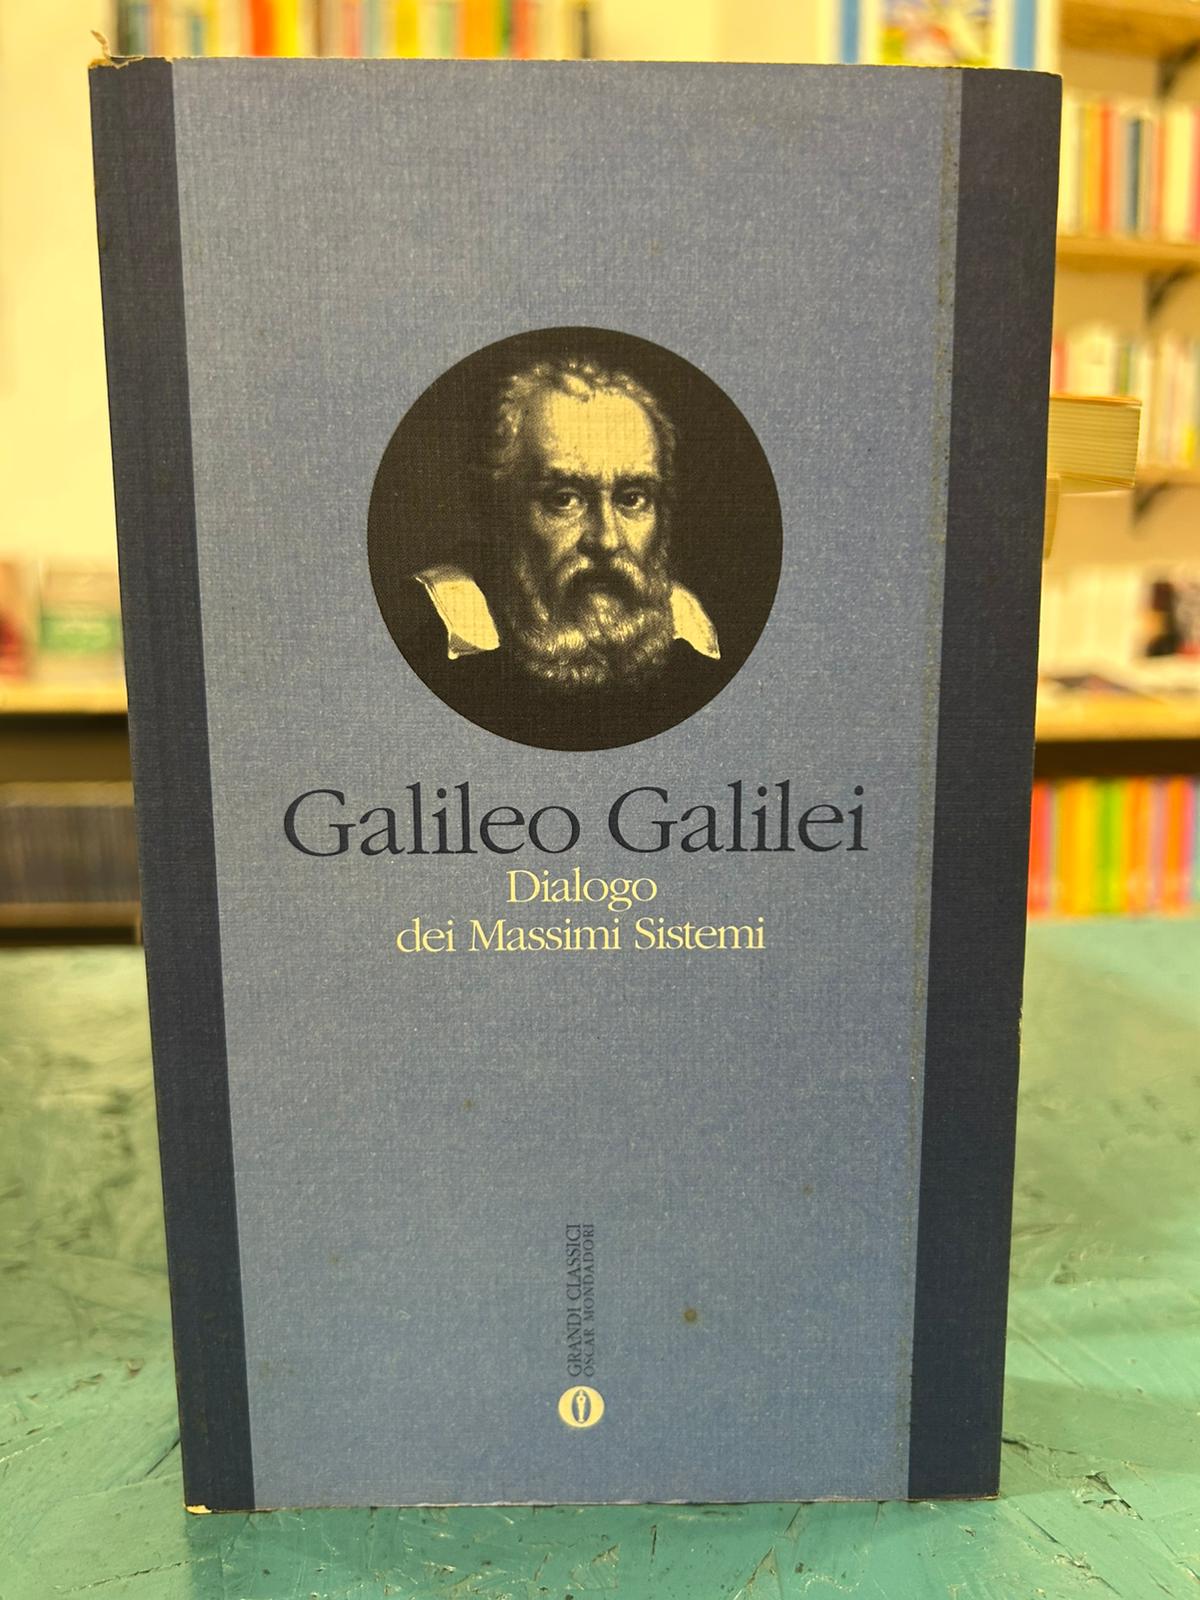 Galileo Galilei
Dialogo
dei Massimi Sistemi
GRANDI CLASSICI
OSCAR MONDADORI